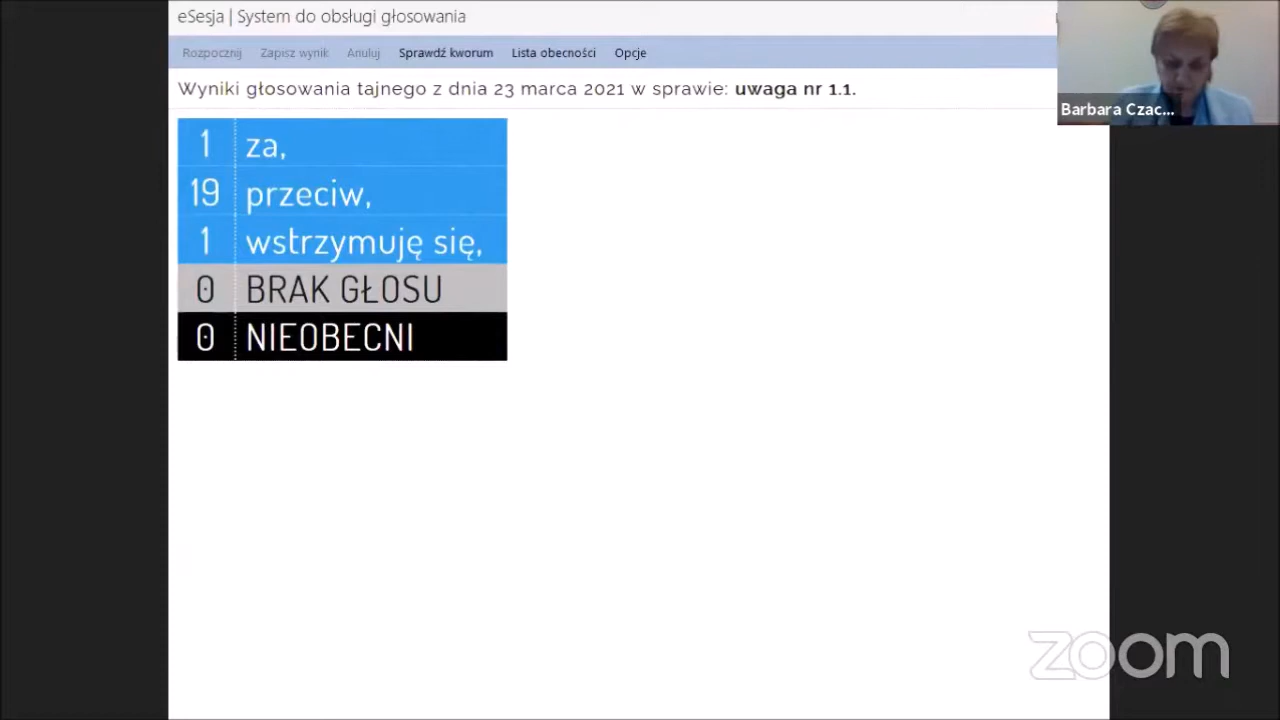 eSesja | System do obsługi głosowania
Rozpocznij Zapisz wynik Anuluj Sprawdź kworum Lista obecności Opcje
Wyniki głosowania tajnego z dnia 23 marca 2021 w sprawie: uwaga nr 1.1.
1 za,
19 przeciw,
1 wstrzymuję się,
0 BRAK GŁOSU
0 NIEOBECNI
Barbara Czac...
zoom